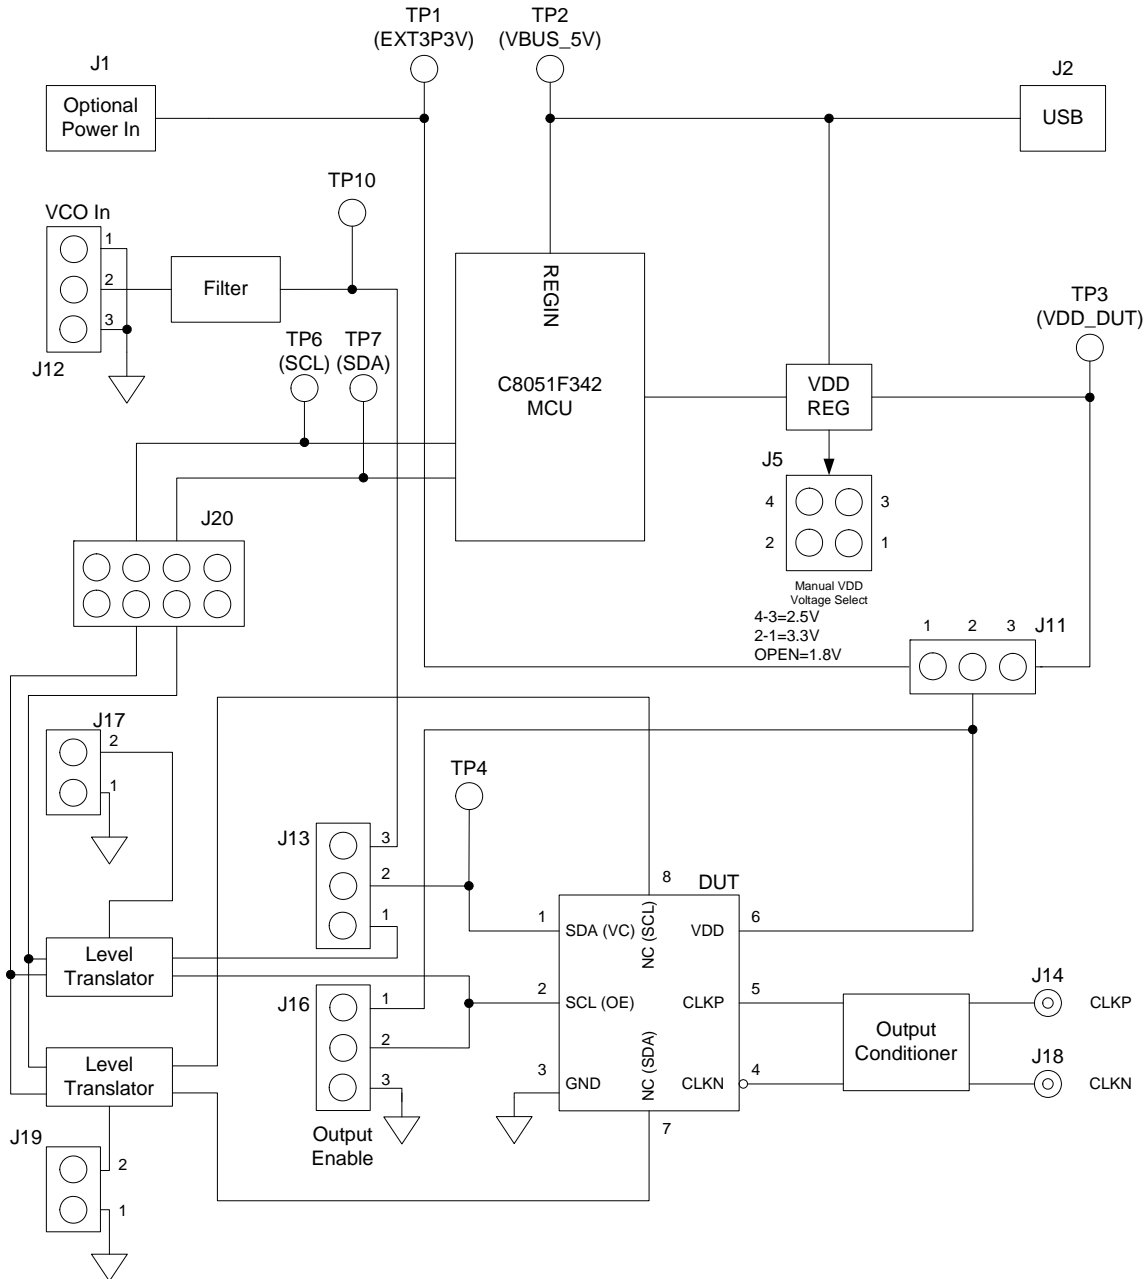 TP1
(EXT3P3V)
TP2
(VBUS_5V)
J1
Optional
Power In
J2
USB
TP10
VCO In
1
2
3
J12
Filter
REGIN
C8051F342
MCU
TP3
(VDD_DUT)
TP6
(SCL)
TP7
(SDA)
VDD
REG
J5
4
3
2
1
Manual VDD
Voltage Select
4-3=2.5V
2-1=3.3V
OPEN=1.8V
J20
1
2
3
J11
J17
2
1
TP4
J13
3
2
1
Level
Translator
J16
1
2
3
Output
Enable
Level
Translator
J19
2
1
DUT
8
NC (SCL)
1
SDA (VC)
VDD
6
2
SCL (OE)
CLKP
5
3
GND
CLKN
4
NC (SDA)
7
Output
Conditioner
J14
CLKP
J18
CLKN